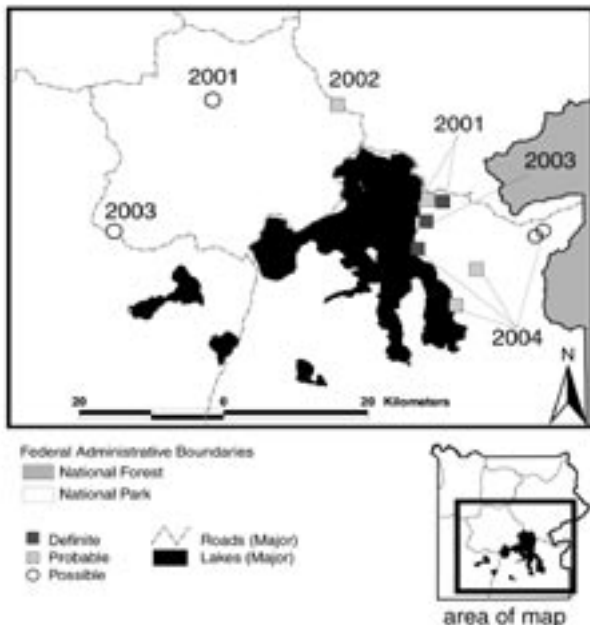 2001
2002
2001
2003
2003
2004
N
20 0 20 Kilometers
Federal Administrative Boundaries
National Forest
National Park
Definite
Probable
Possible
Roads (Major)
Lakes (Major)
area of map